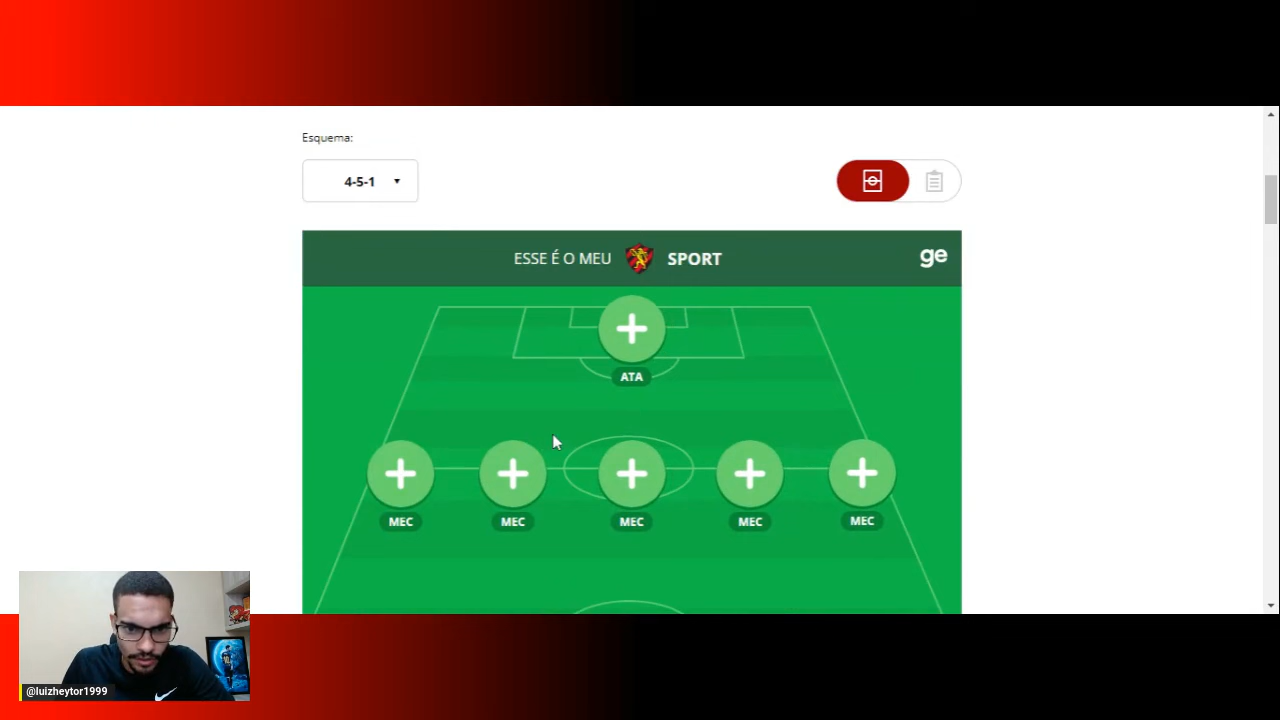 Esquema:
4-5-1
ESSE É O MEU SPORT
ge
ATA
MEC MEC MEC MEC MEC
@luizheytor1999